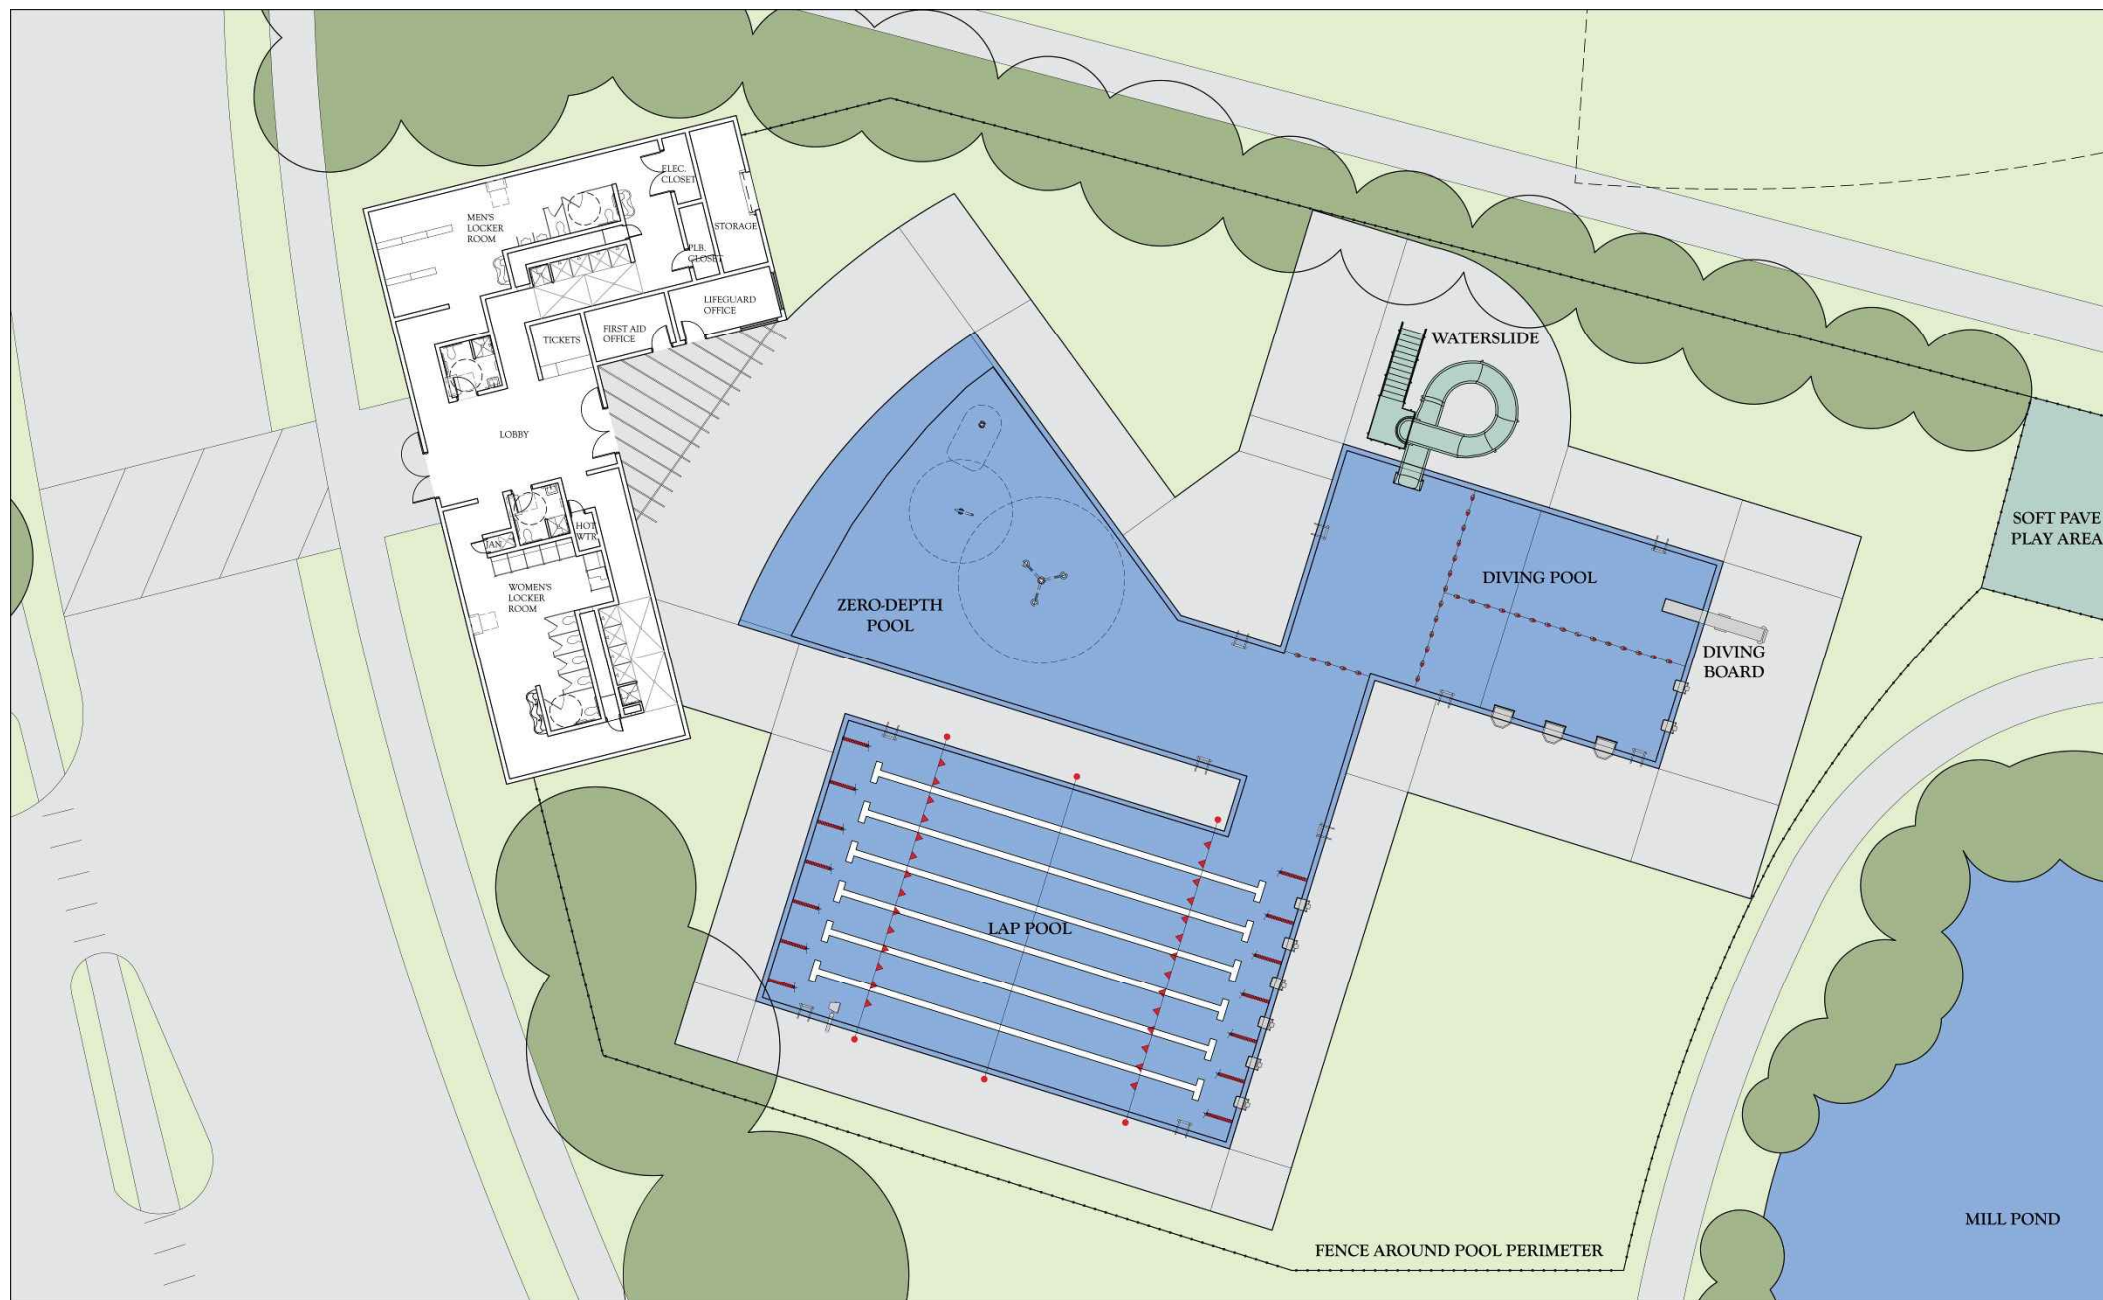 ELEC.
CLOSET
MEN'S
LOCKER
ROOM
STORAGE
PLB.
CLOSET
LIFEGUARD
OFFICE
FIRST AID
OFFICE
TICKETS
LOBBY
HOT
WTR.
JAN.
WOMEN'S
LOCKER
ROOM
WATERSLIDE
SOFT PAVE
PLAY AREA
DIVING POOL
ZERO-DEPTH
POOL
DIVING
BOARD
LAP POOL
MILL POND
FENCE AROUND POOL PERIMETER